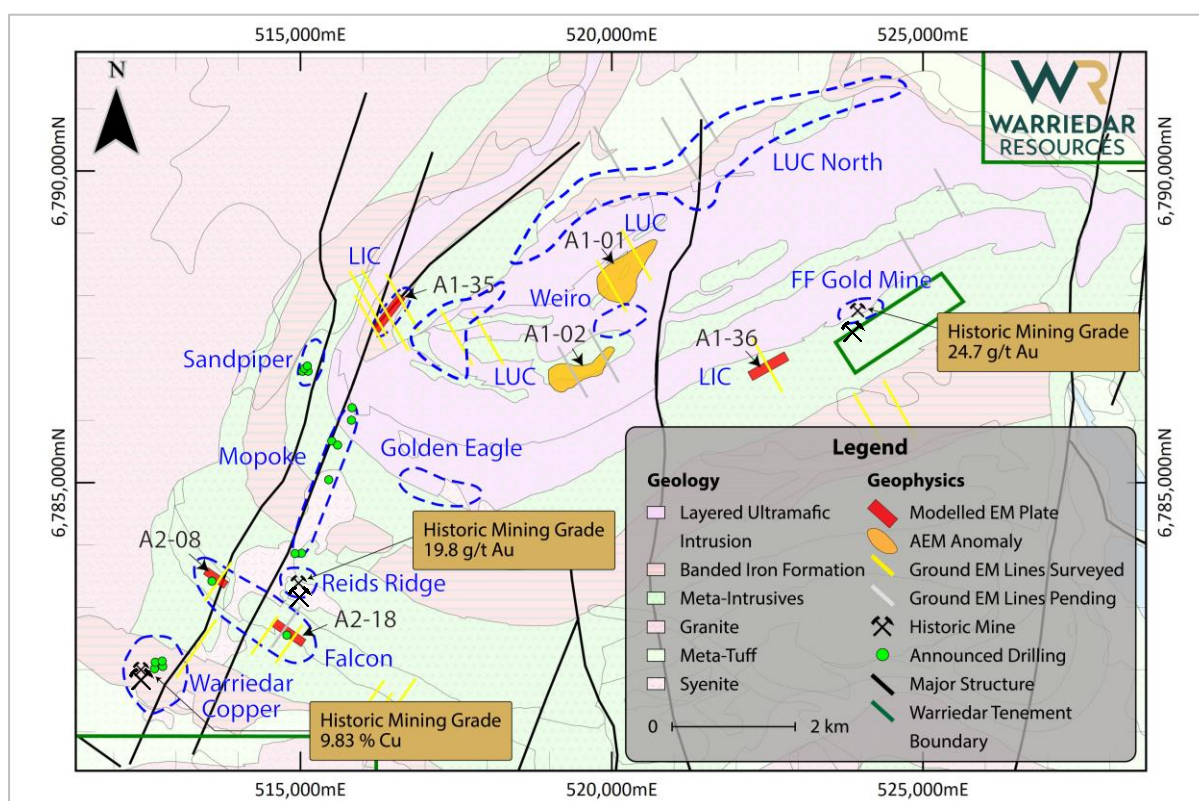 515,000mE
520,000mE
525,000mE
N
WR
WARRIEDAR
RESOURCES
6,790,000mN
6,790,000mN
LUC North
LUC
A1-01
LIC
A1-35
FF Gold Mine
Weiro
Historic Mining Grade
24.7 g/t Au
A1-02
A1-36
Sandpiper
LUC
LIC
Golden Eagle
Mopoke
6,785,000mN
6,785,000mN
Historic Mining Grade
19.8 g/t Au
A2-08
Reids Ridge
A2-18
Falcon
Warriedar
Copper
Historic Mining Grade
9.83 % Cu
Legend
Geology
Layered Ultramafic
Intrusion
Banded Iron Formation
Meta-Intrusives
Granite
Meta-Tuff
Syenite
0 2 km
Geophysics
Modelled EM Plate
AEM Anomaly
Ground EM Lines Surveyed
Ground EM Lines Pending
Historic Mine
Announced Drilling
Major Structure
Warriedar Tenement
Boundary
515,000mE
520,000mE
525,000mE